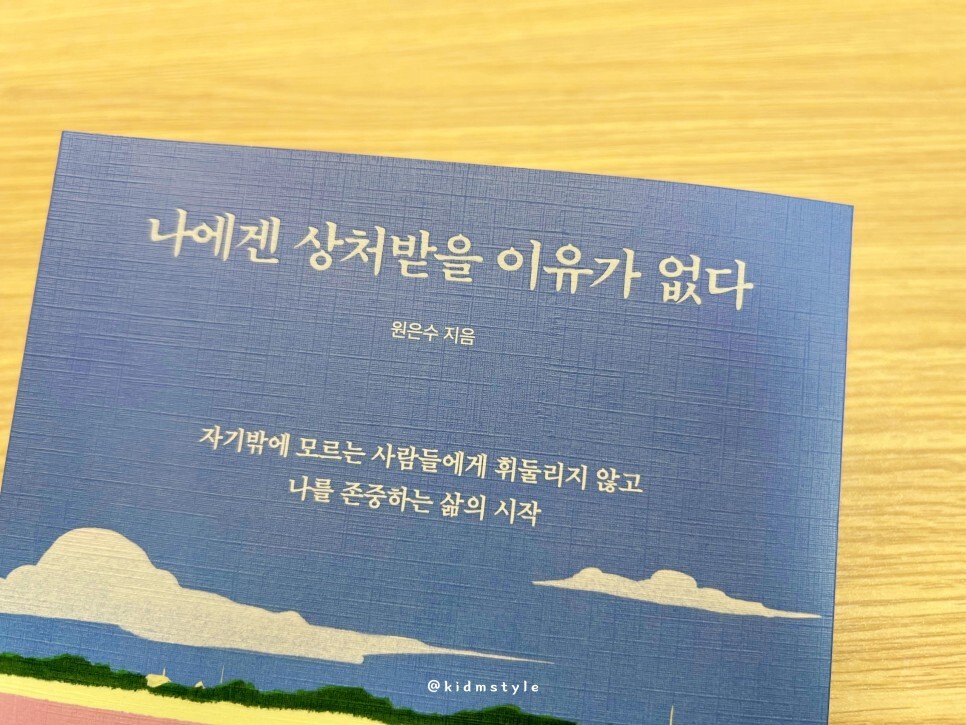 나에겐 상처받을 이유가 없다
원은수 지음
자기밖에 모르는 사람들에게 휘둘리지 않고
나를 존중하는 삶의 시작
@kidmstyle